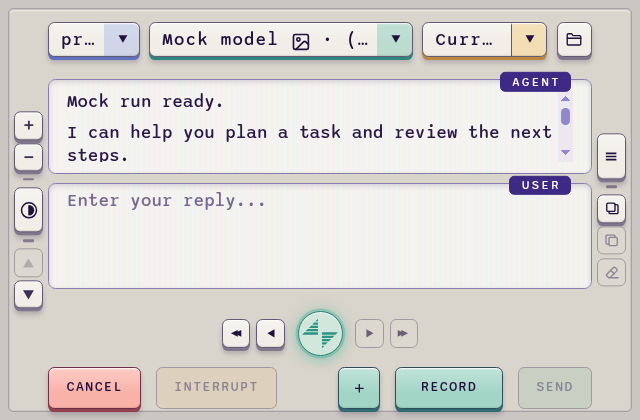 pr…
Mock model · (…
Curr…
AGENT
Mock run ready.
I can help you plan a task and review the next
steps.
USER
Enter your reply...
CANCEL
INTERRUPT
+
RECORD
SEND